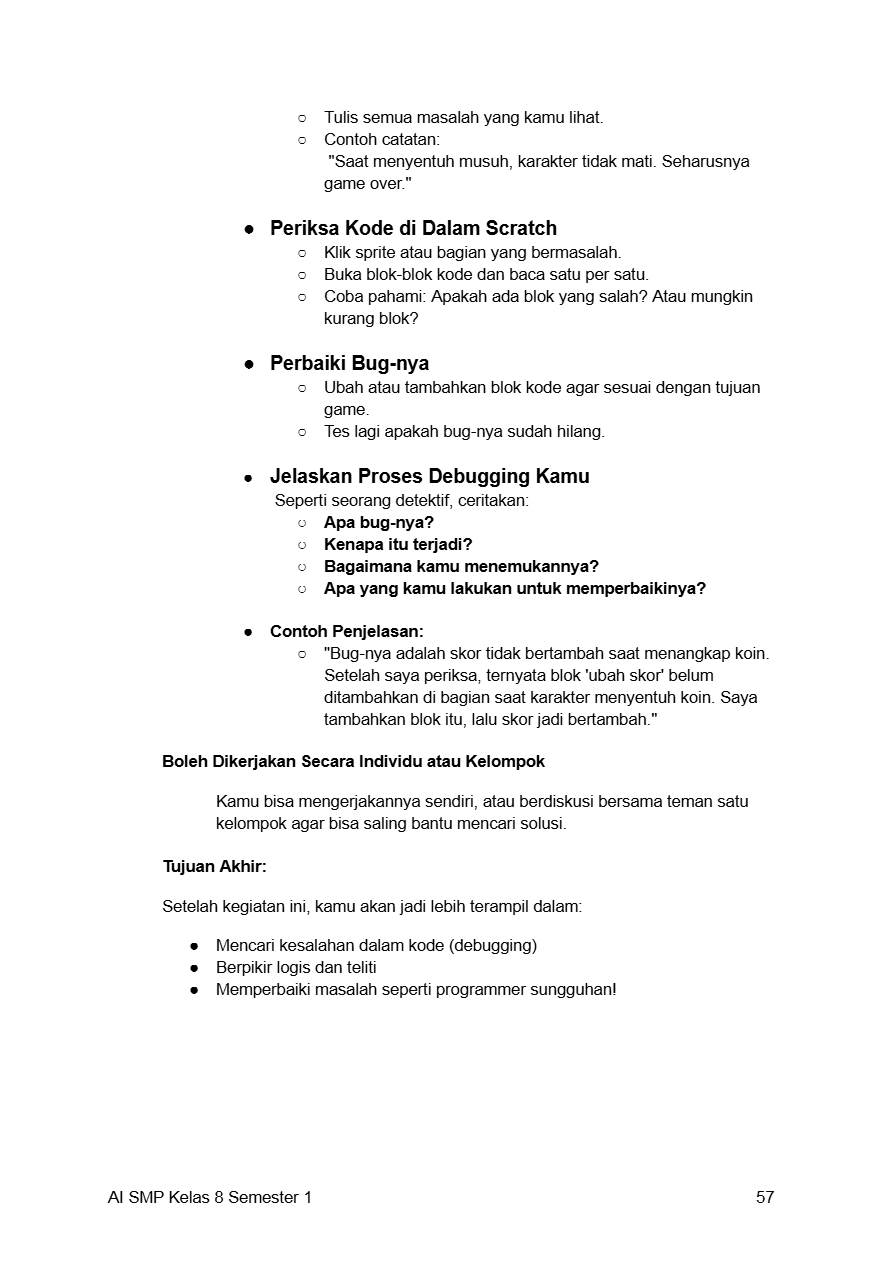 ○ Tulis semua masalah yang kamu lihat.
○ Contoh catatan:
"Saat menyentuh musuh, karakter tidak mati. Seharusnya
game over."
● Periksa Kode di Dalam Scratch
○ Klik sprite atau bagian yang bermasalah.
○ Buka blok-blok kode dan baca satu per satu.
○ Coba pahami: Apakah ada blok yang salah? Atau mungkin
kurang blok?
● Perbaiki Bug-nya
○ Ubah atau tambahkan blok kode agar sesuai dengan tujuan
game.
○ Tes lagi apakah bug-nya sudah hilang.
● Jelaskan Proses Debugging Kamu
Seperti seorang detektif, ceritakan:
○ Apa bug-nya?
○ Kenapa itu terjadi?
○ Bagaimana kamu menemukannya?
○ Apa yang kamu lakukan untuk memperbaikinya?
● Contoh Penjelasan:
○ "Bug-nya adalah skor tidak bertambah saat menangkap koin.
Setelah saya periksa, ternyata blok 'ubah skor' belum
ditambahkan di bagian saat karakter menyentuh koin. Saya
tambahkan blok itu, lalu skor jadi bertambah."
Boleh Dikerjakan Secara Individu atau Kelompok
Kamu bisa mengerjakannya sendiri, atau berdiskusi bersama teman satu
kelompok agar bisa saling bantu mencari solusi.
Tujuan Akhir:
Setelah kegiatan ini, kamu akan jadi lebih terampil dalam:
● Mencari kesalahan dalam kode (debugging)
● Berpikir logis dan teliti
● Memperbaiki masalah seperti programmer sungguhan!
AI SMP Kelas 8 Semester 1 57